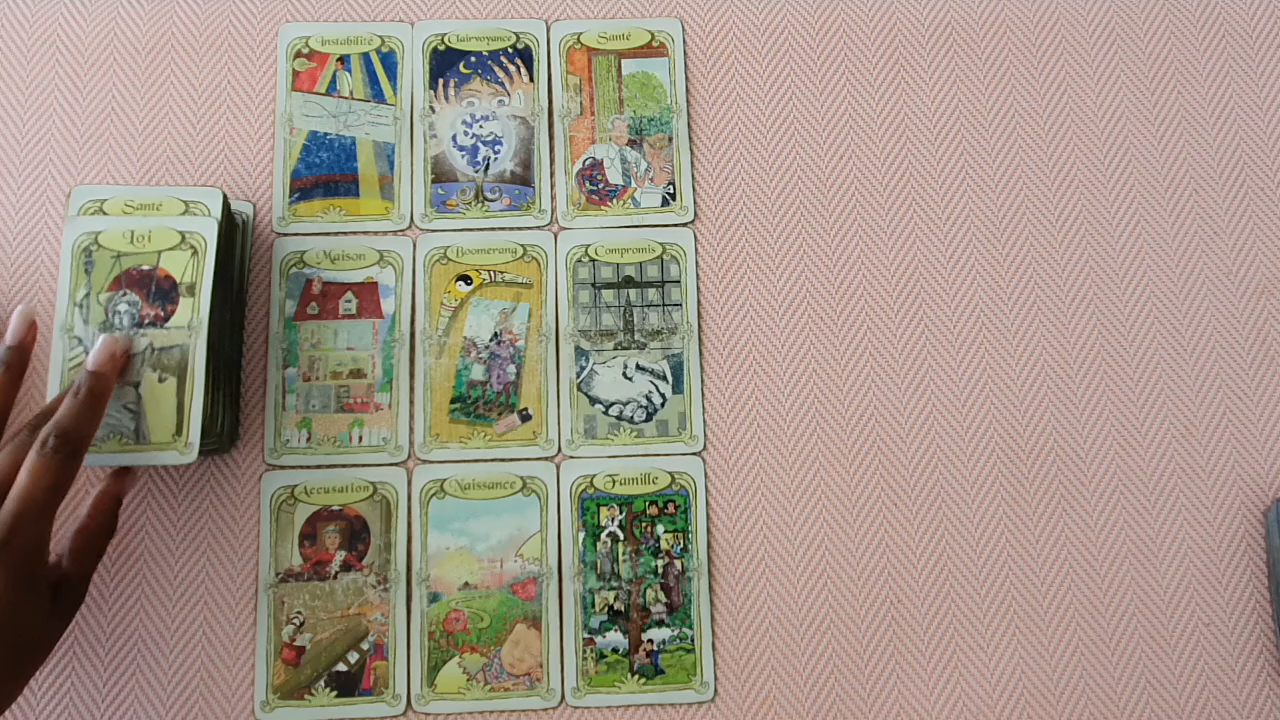 Instabilité
Clairvoyance
Santé
Santé
Loi
Maison
Boomerang
Compromis
Accusation
Naissance
Famille